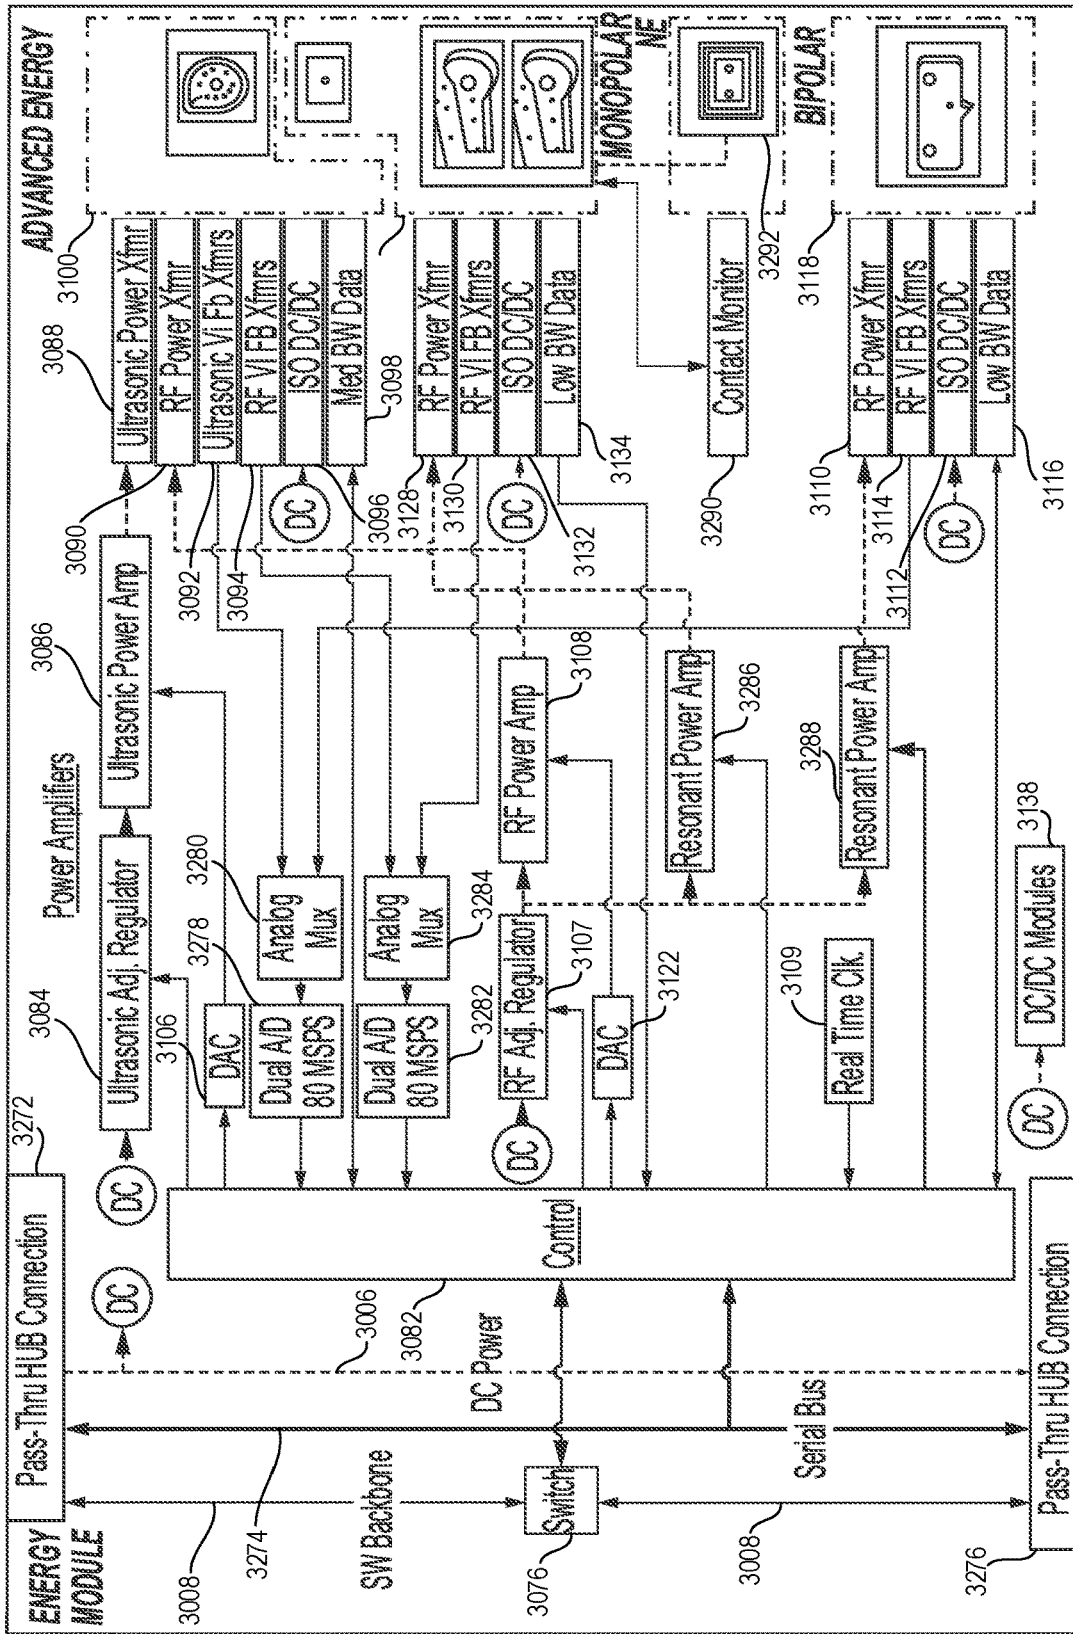 ENERGY
MODULE
Pass-Thru HUB Connection
3272
3008
3274
SW Backbone
Switch
3076
3008
Serial Bus
Pass-Thru HUB Connection
3276
DC Power
3006
3082
DC
Control
Power Amplifiers
3084
DC
Ultrasonic Adj. Regulator
3086
Ultrasonic Power Amp
3106
DAC
3278
Dual A/D
80 MSPS
3280
Analog
Mux
Dual A/D
80 MSPS
3282
Analog
Mux
3284
DC
RF Adj. Regulator
3107
RF Power Amp
3108
DAC
3122
Resonant Power Amp
3286
3288
Resonant Power Amp
3109
Real Time Clk.
DC
DC/DC Modules
3138
ADVANCED ENERGY
3100
3088
Ultrasonic Power Xfmr
RF Power Xfmr
Ultrasonic Vi Fb Xfmrs
RF VI FB Xfmrs
ISO DC/DC
Med BW Data
3090
3092
3094
DC
3096
3098
MONOPOLAR
RF Power Xfmr
RF VI FB Xfmrs
ISO DC/DC
Low BW Data
3128
3130
DC
3132
3134
NE
Contact Monitor
3290
3292
BIPOLAR
3118
RF Power Xfmr
RF VI FB Xfmrs
ISO DC/DC
Low BW Data
3110
3114
3112
DC
3116